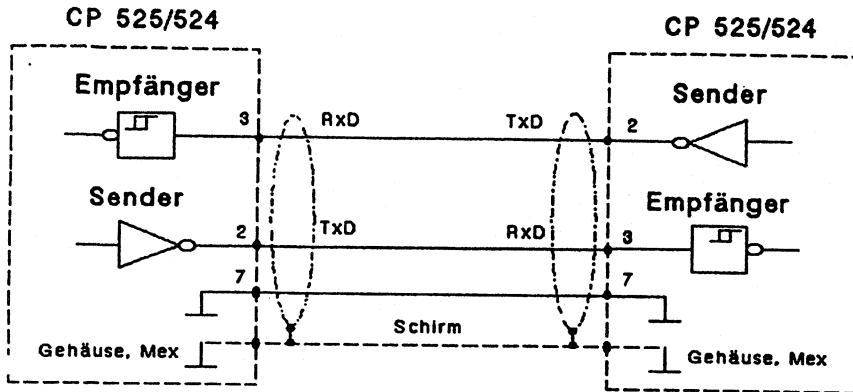 CP 525/524
CP 525/524
Empfänger
Sender
3
RxD
TxD
2
Sender
Empfänger
2
TxD
RxD
3
7
7
Schirm
Gehäuse, Mex
Gehäuse, Mex